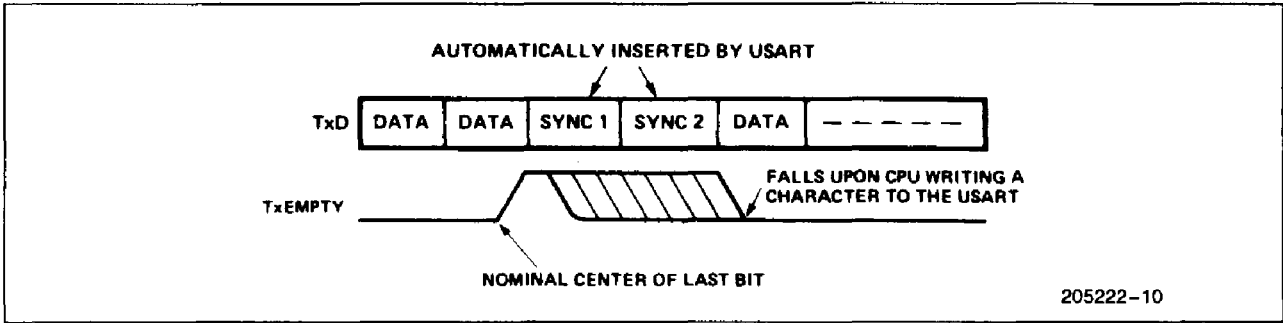 AUTOMATICALLY INSERTED BY USART
TxD DATA DATA SYNC 1 SYNC 2 DATA
TxEMPTY
FALLS UPON CPU WRITING A
CHARACTER TO THE USART
NOMINAL CENTER OF LAST BIT
205222–10